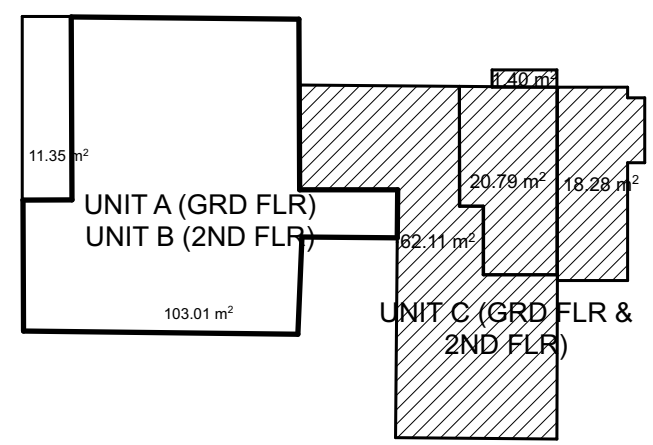 1.40 m²
11.35 m²
20.79 m²
18.28 m²
UNIT A (GRD FLR)
UNIT B (2ND FLR)
62.11 m²
103.01 m²
UNIT C (GRD FLR &
2ND FLR)